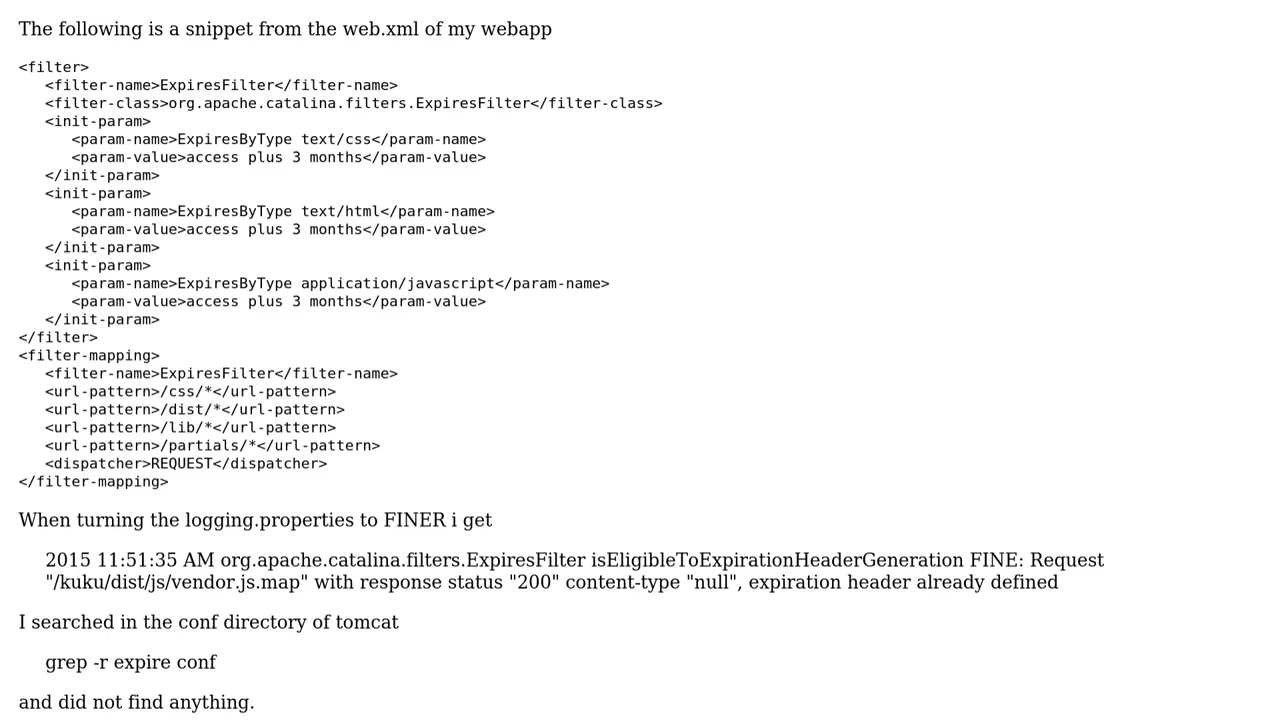 The following is a snippet from the web.xml of my webapp
<filter>
   <filter-name>ExpiresFilter</filter-name>
   <filter-class>org.apache.catalina.filters.ExpiresFilter</filter-class>
   <init-param>
      <param-name>ExpiresByType text/css</param-name>
      <param-value>access plus 3 months</param-value>
   </init-param>
   <init-param>
      <param-name>ExpiresByType text/html</param-name>
      <param-value>access plus 3 months</param-value>
   </init-param>
   <init-param>
      <param-name>ExpiresByType application/javascript</param-name>
      <param-value>access plus 3 months</param-value>
   </init-param>
</filter>
<filter-mapping>
   <filter-name>ExpiresFilter</filter-name>
   <url-pattern>/css/*</url-pattern>
   <url-pattern>/dist/*</url-pattern>
   <url-pattern>/lib/*</url-pattern>
   <url-pattern>/partials/*</url-pattern>
   <dispatcher>REQUEST</dispatcher>
</filter-mapping>
When turning the logging.properties to FINER i get
2015 11:51:35 AM org.apache.catalina.filters.ExpiresFilter isEligibleToExpirationHeaderGeneration FINE: Request
"/kuku/dist/js/vendor.js.map" with response status "200" content-type "null", expiration header already defined
I searched in the conf directory of tomcat
grep -r expire conf
and did not find anything.